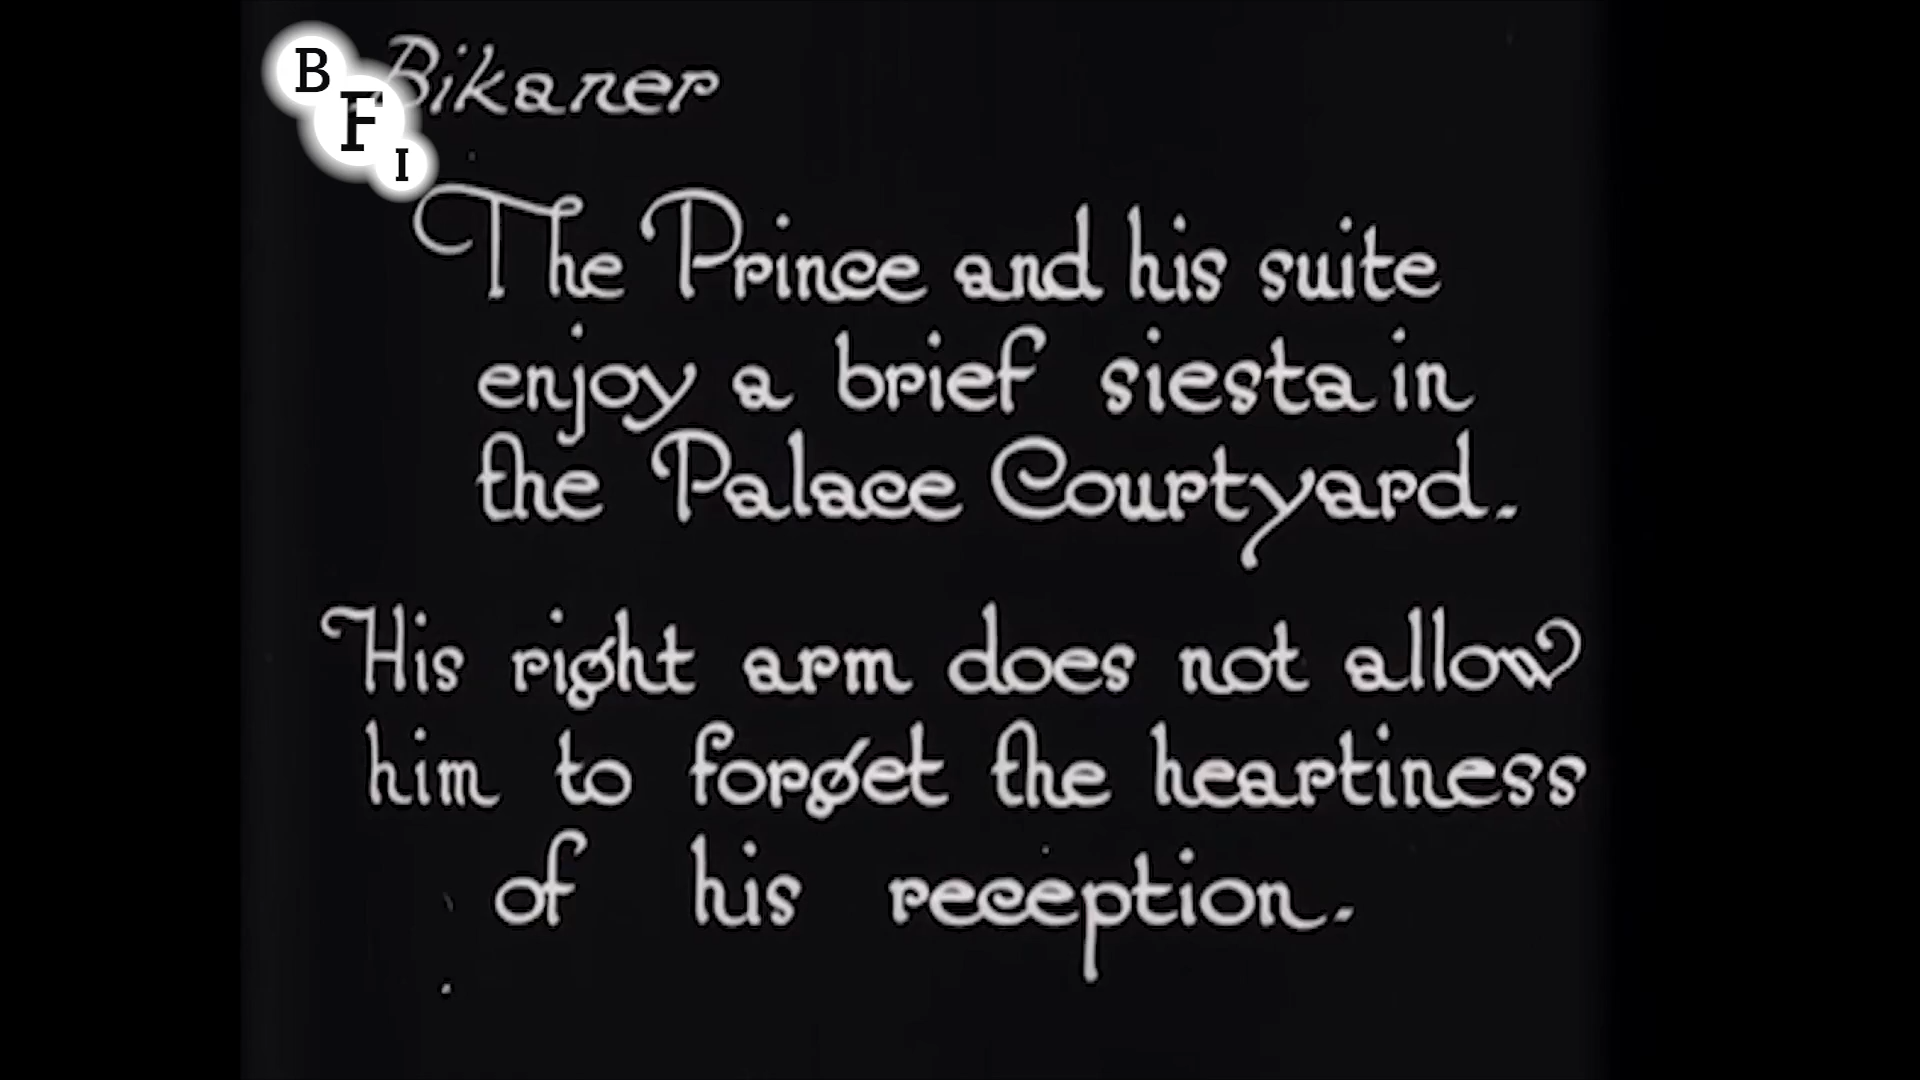 BFI
Bikaner
The Prince and his suite
enjoy a brief siesta in
the Palace Courtyard.
His right arm does not allow
him to forget the heartiness
of his reception.